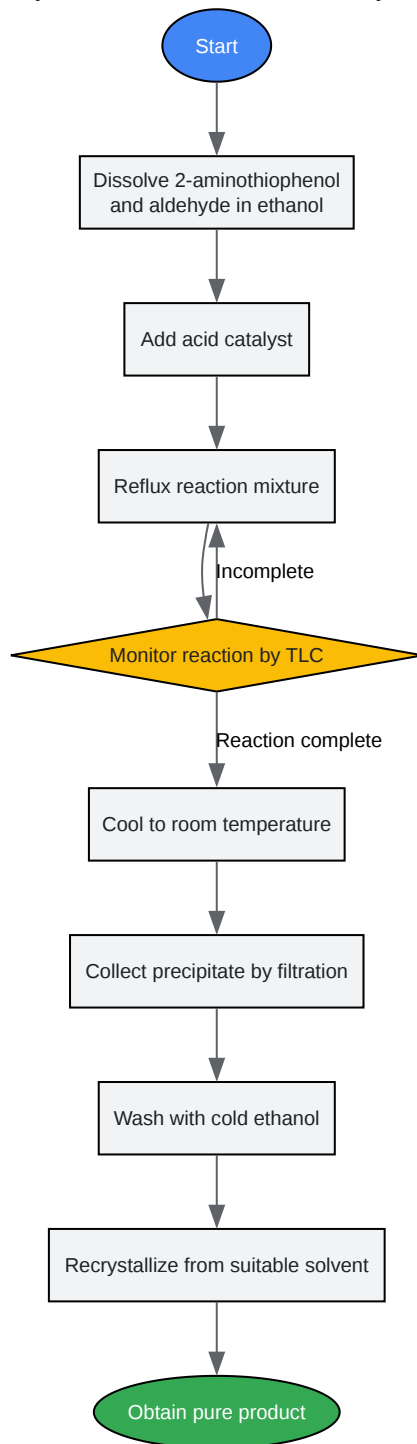 Start
Dissolve 2-aminothiophenol
and aldehyde in ethanol
Add acid catalyst
Reflux reaction mixture
Incomplete
Monitor reaction by TLC
Reaction complete
Cool to room temperature
Collect precipitate by filtration
Wash with cold ethanol
Recrystallize from suitable solvent
Obtain pure product